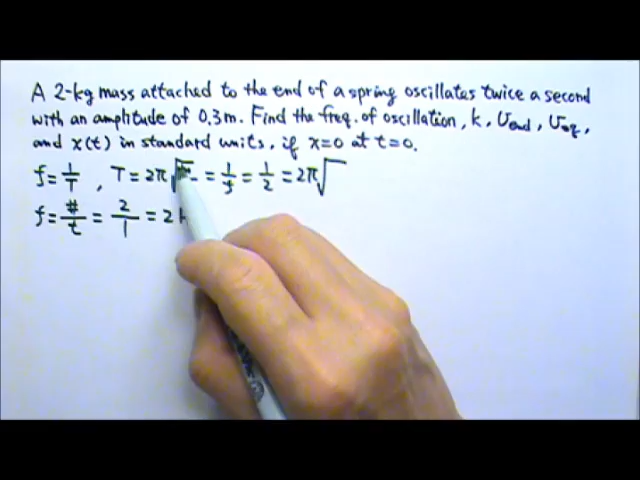 A 2-kg mass attached to the end of a spring oscillates twice a second
with an amplitude of 0.3m. Find the freq. of oscillation, k, Uend, Ueq,
and x(t) in standard units, if x=0 at t=0.
f = 1/T , T = 2π√ = 1/f = 1/2 = 2π√
f = #/t = 2/1 = 2